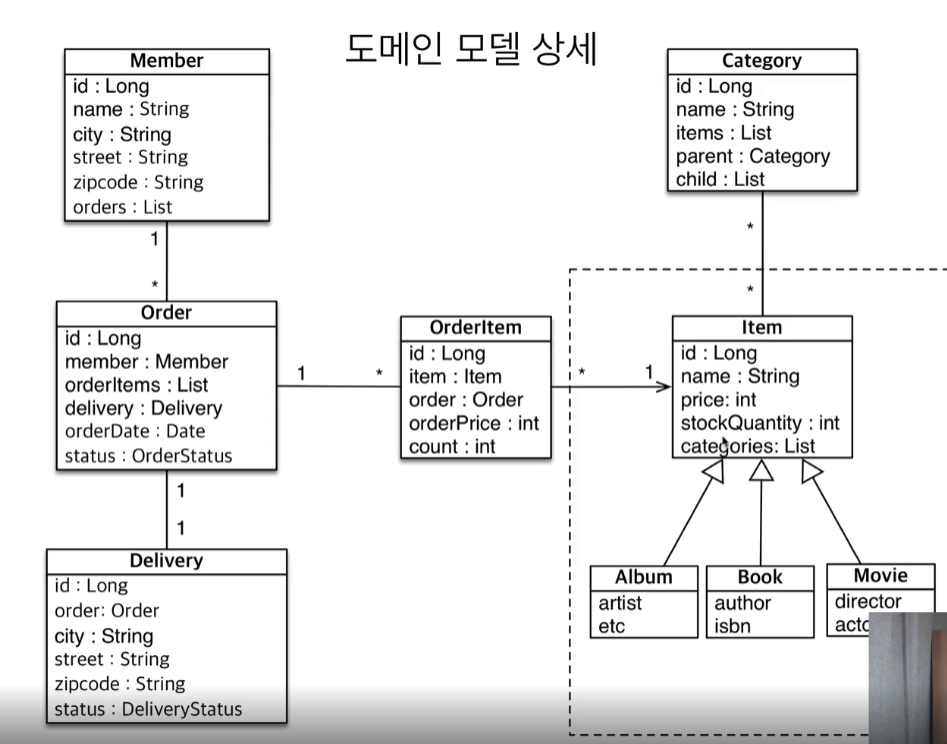 도메인 모델 상세
Member
id : Long
name : String
city : String
street : String
zipcode : String
orders : List
Category
id : Long
name : String
items : List
parent : Category
child : List
1
*
*
*
Order
id : Long
member : Member
orderItems : List
delivery : Delivery
orderDate : Date
status : OrderStatus
1
*
OrderItem
id : Long
item : Item
order : Order
orderPrice : int
count : int
*
1
Item
id : Long
name : String
price: int
stockQuantity : int
categories: List
1
1
Delivery
id : Long
order: Order
city : String
street : String
zipcode : String
status : DeliveryStatus
Album
artist
etc
Book
author
isbn
Movie
director